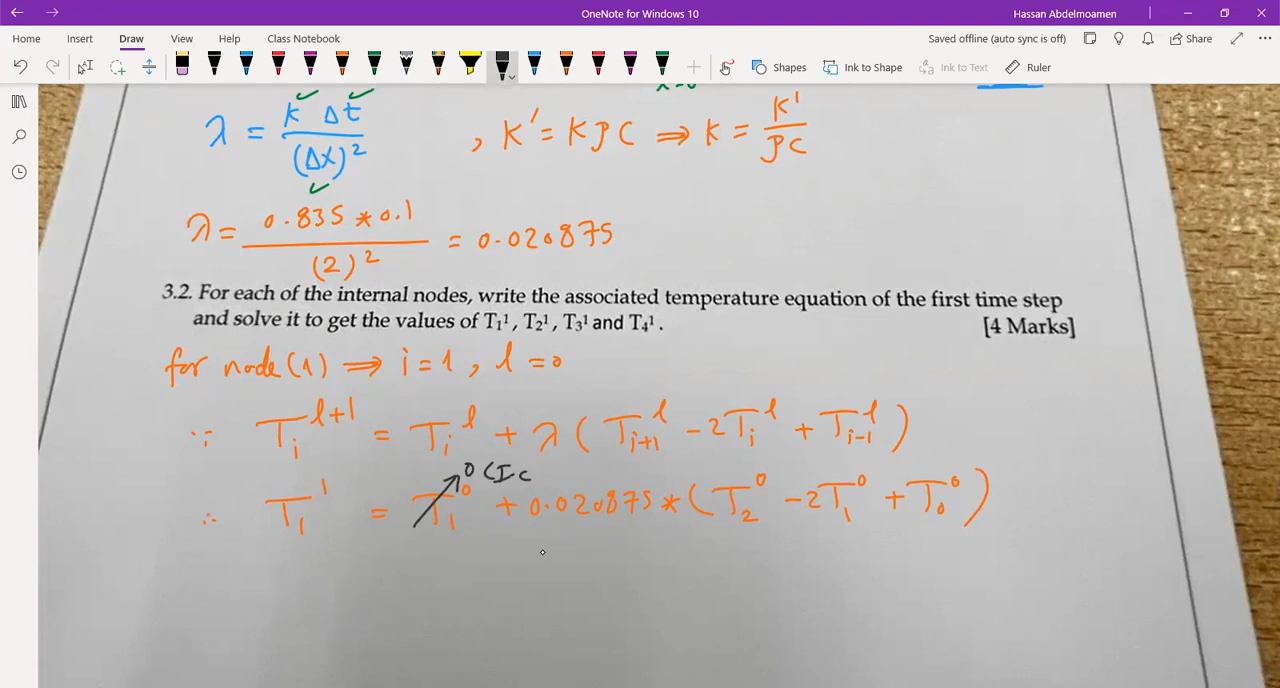 OneNote for Windows 10
Hassan Abdelmoamen
Home Insert Draw View Help Class Notebook
Saved offline (auto sync is off) Share
Shapes Ink to Shape Ink to Text Ruler
λ = K Δt / (Δx)² , K' = KρC ⇒ K = K' / ρC
λ = 0.835 * 0.1 / (2)² = 0.020875
3.2. For each of the internal nodes, write the associated temperature equation of the first time step
and solve it to get the values of T₁¹, T₂¹, T₃¹ and T₄¹. [4 Marks]
for node(1) ⇒ i = 1, l = 0
∵ Tᵢˡ⁺¹ = Tᵢˡ + λ ( Tᵢ₊₁ˡ - 2Tᵢˡ + Tᵢ₋₁ˡ )
0 (I.C
∴ T₁¹ = T₁⁰ + 0.020875 * ( T₂⁰ - 2T₁⁰ + T₀⁰ )